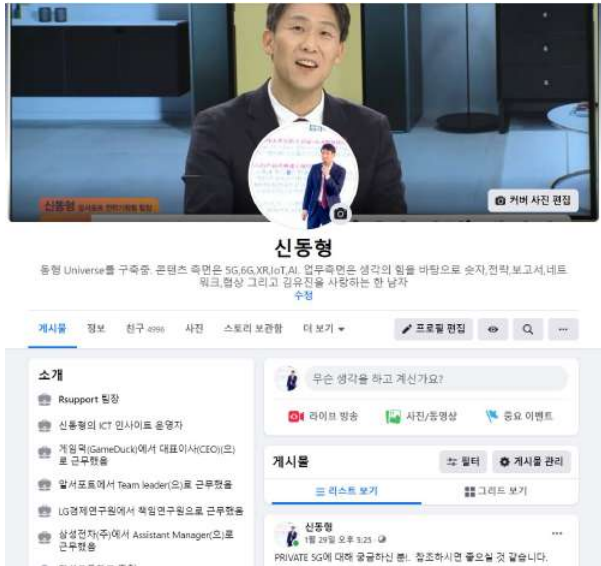 신동형 알서포트 전략기획팀 팀장
커버 사진 편집
신동형
동형 Universe를 구축중. 콘텐츠 측면은 5G,6G,XR,IoT,AI. 업무측면은 생각의 힘을 바탕으로 숫자,전략,보고서,네트
워크,협상 그리고 김유진을 사랑하는 한 남자
수정
게시물 정보 친구 4998 사진 스토리 보관함 더 보기
프로필 편집
소개
Rsupport 팀장
신동형의 ICT 인사이트 운영자
게임덕(GameDuck)에서 대표이사(CEO)(으)
로 근무했음
알서포트에서 Team leader(으)로 근무했음
LG경제연구원에서 책임연구원으로 근무했음
삼성전자(주)에서 Assistant Manager(으)로
근무했음
무슨 생각을 하고 계신가요?
라이브 방송 사진/동영상 중요 이벤트
게시물 필터 게시물 관리
리스트 보기 그리드 보기
신동형
1월 29일 오후 5:25
PRIVATE 5G에 대해 궁금하신 분!. 참조하시면 좋으실 것 같습니다.